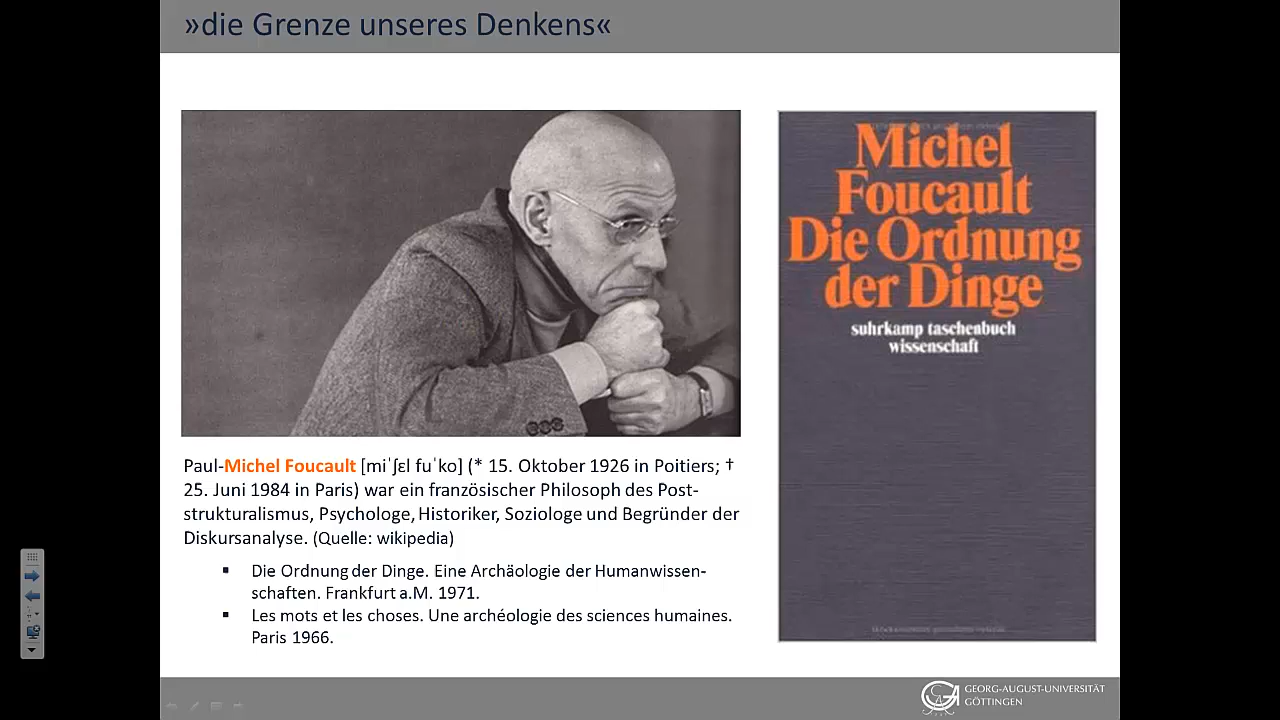 »die Grenze unseres Denkens«
Michel
Foucault
Die Ordnung
der Dinge
suhrkamp taschenbuch
wissenschaft
Paul-Michel Foucault [miˈʃɛl fuˈko] (* 15. Oktober 1926 in Poitiers; †
25. Juni 1984 in Paris) war ein französischer Philosoph des Post-
strukturalismus, Psychologe, Historiker, Soziologe und Begründer der
Diskursanalyse. (Quelle: wikipedia)
▪ Die Ordnung der Dinge. Eine Archäologie der Humanwissen-
schaften. Frankfurt a.M. 1971.
▪ Les mots et les choses. Une archéologie des sciences humaines.
Paris 1966.
GEORG-AUGUST-UNIVERSITÄT
GÖTTINGEN